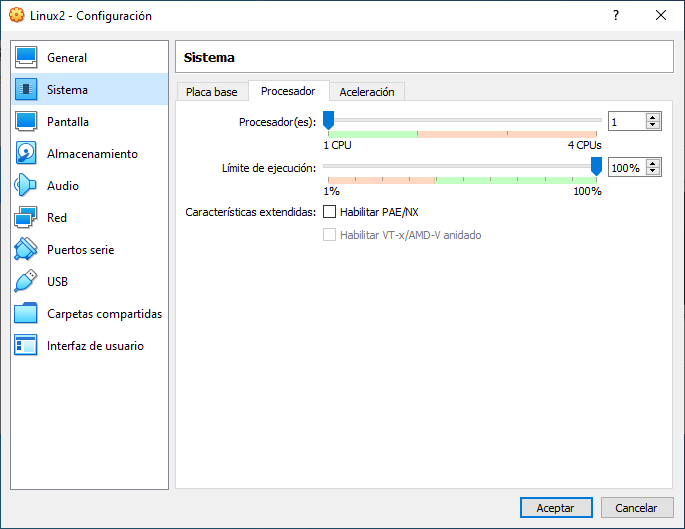 Linux2 - Configuración
?
General
Sistema
Pantalla
Almacenamiento
Audio
Red
Puertos serie
USB
Carpetas compartidas
Interfaz de usuario
Sistema
Placa base Procesador Aceleración
Procesador(es): 1
1 CPU 4 CPUs
Límite de ejecución: 100%
1% 100%
Características extendidas: Habilitar PAE/NX
Habilitar VT-x/AMD-V anidado
Aceptar Cancelar